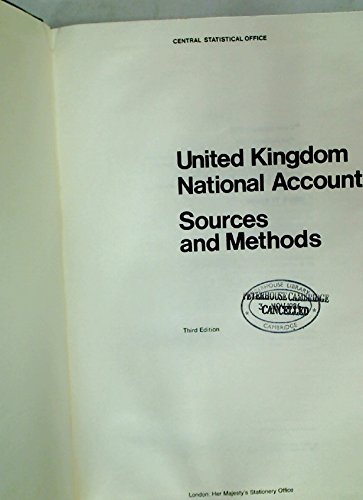 CENTRAL STATISTICAL OFFICE
United Kingdom
National Account
Sources
and Methods
PETERHOUSE CAMBRIDGE
CANCELLED
CAMBRIDGE
Third Edition
London: Her Majesty's Stationery Office